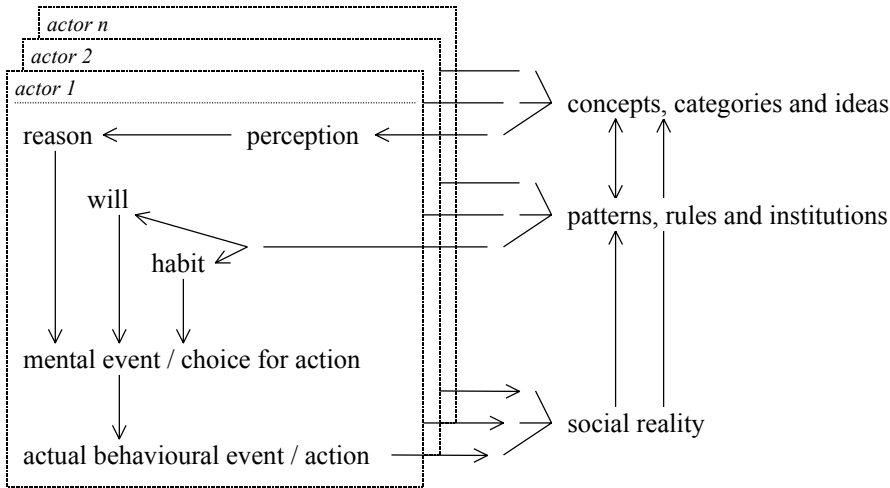 actor n
actor 2
actor 1
concepts, categories and ideas
reason
perception
will
patterns, rules and institutions
habit
mental event / choice for action
social reality
actual behavioural event / action